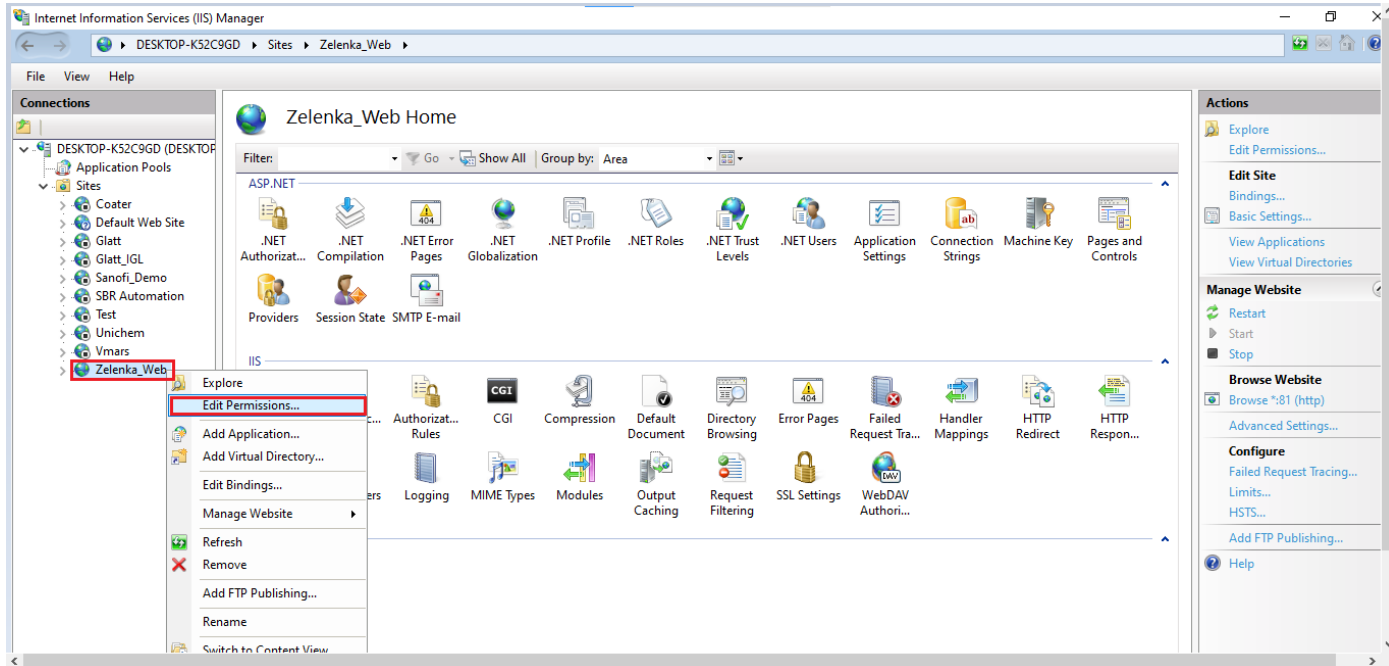 Internet Information Services (IIS) Manager
DESKTOP-K52C9GD Sites Zelenka_Web
File View Help
Connections
DESKTOP-K52C9GD (DESKTOP
Application Pools
Sites
Coater
Default Web Site
Glatt
Glatt_IGL
Sanofi_Demo
SBR Automation
Test
Unichem
Vmars
Zelenka_Web
Explore
Edit Permissions...
Add Application...
Add Virtual Directory...
Edit Bindings...
Manage Website
Refresh
Remove
Add FTP Publishing...
Rename
Switch to Content View
Zelenka_Web Home
Filter: Go Show All Group by: Area
ASP.NET
.NET Authorizat...
.NET Compilation
.NET Error Pages
.NET Globalization
.NET Profile
.NET Roles
.NET Trust Levels
.NET Users
Application Settings
Connection Strings
Machine Key
Pages and Controls
Providers
Session State
SMTP E-mail
IIS
c...
Authorizat... Rules
CGI
Compression
Default Document
Directory Browsing
Error Pages
Failed Request Tra...
Handler Mappings
HTTP Redirect
HTTP Respon...
ers
Logging
MIME Types
Modules
Output Caching
Request Filtering
SSL Settings
WebDAV Authori...
Actions
Explore
Edit Permissions...
Edit Site
Bindings...
Basic Settings...
View Applications
View Virtual Directories
Manage Website
Restart
Start
Stop
Browse Website
Browse *:81 (http)
Advanced Settings...
Configure
Failed Request Tracing...
Limits...
HSTS...
Add FTP Publishing...
Help